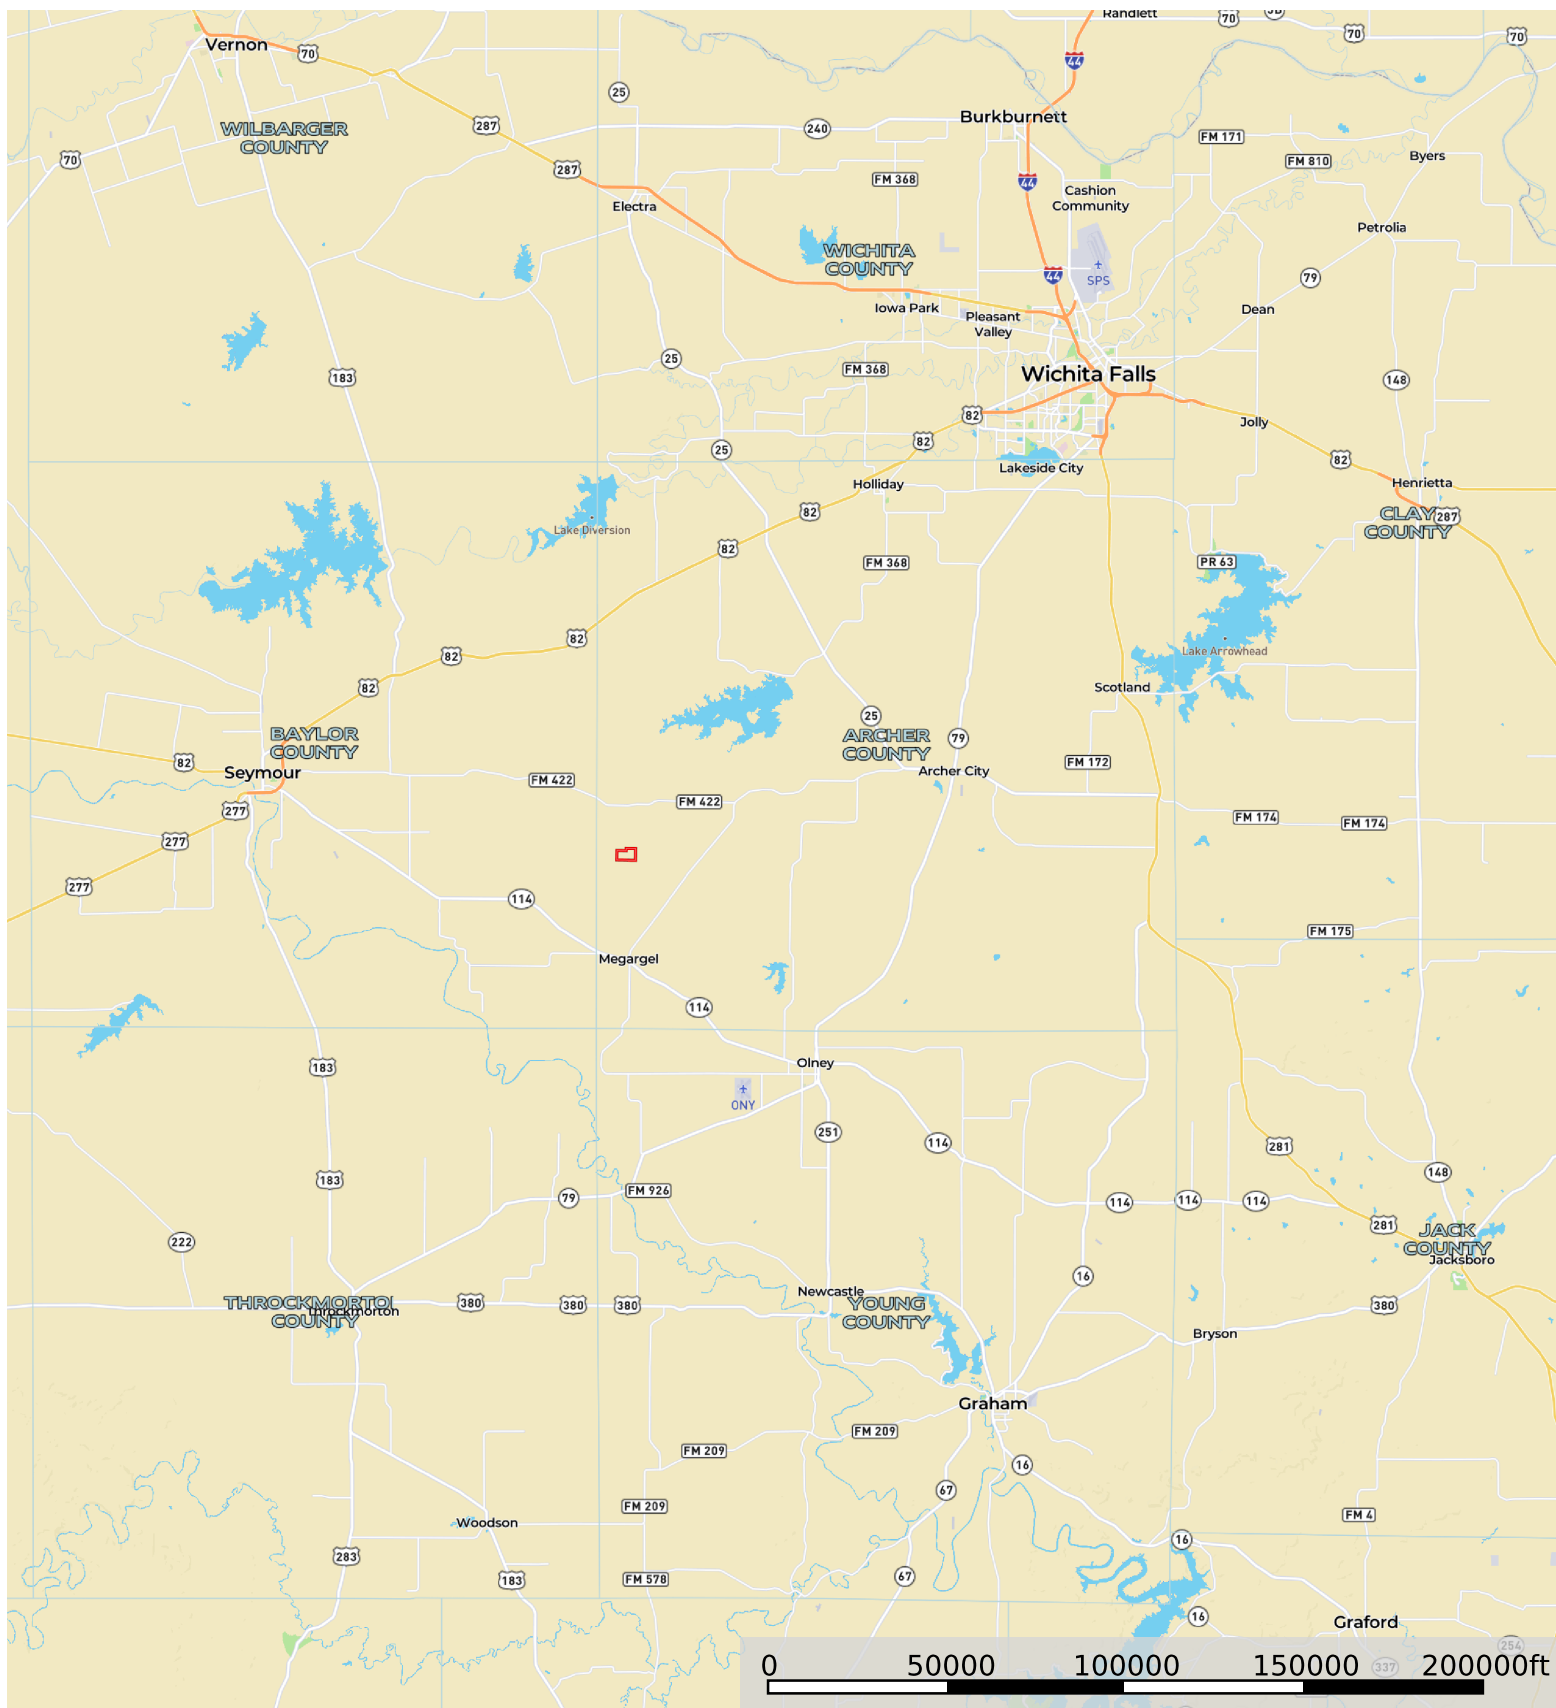 Randlett
70
Vernon
70
70
70
44
25
287
Burkburnett
240
WILBARGER
COUNTY
FM 171
FM 810
Byers
70
287
FM 368
44
Cashion
Community
Electra
Petrolia
WICHITA
COUNTY
44
SPS
79
Iowa Park
Pleasant
Valley
Dean
25
FM 368
Wichita Falls
183
148
82
Jolly
82
25
82
Lakeside City
Holliday
Henrietta
82
287
CLAY
COUNTY
Lake Diversion
82
FM 368
PR 63
82
82
Lake Arrowhead
82
Scotland
25
BAYLOR
COUNTY
ARCHER
COUNTY
79
82
Seymour
FM 422
Archer City
FM 172
FM 422
277
FM 174
FM 174
277
277
114
FM 175
Megargel
114
Olney
183
ONY
251
114
281
148
183
FM 926
79
114
114
114
281
222
JACK
COUNTY
Jacksboro
16
Newcastle
THROCKMORTO
COUNTY
Throckmorton
380
380
380
YOUNG
COUNTY
380
Bryson
Graham
FM 209
FM 209
16
67
FM 209
FM 4
Woodson
16
283
183
FM 578
67
16
Graford
254
337
0
50000
100000
150000
200000ft